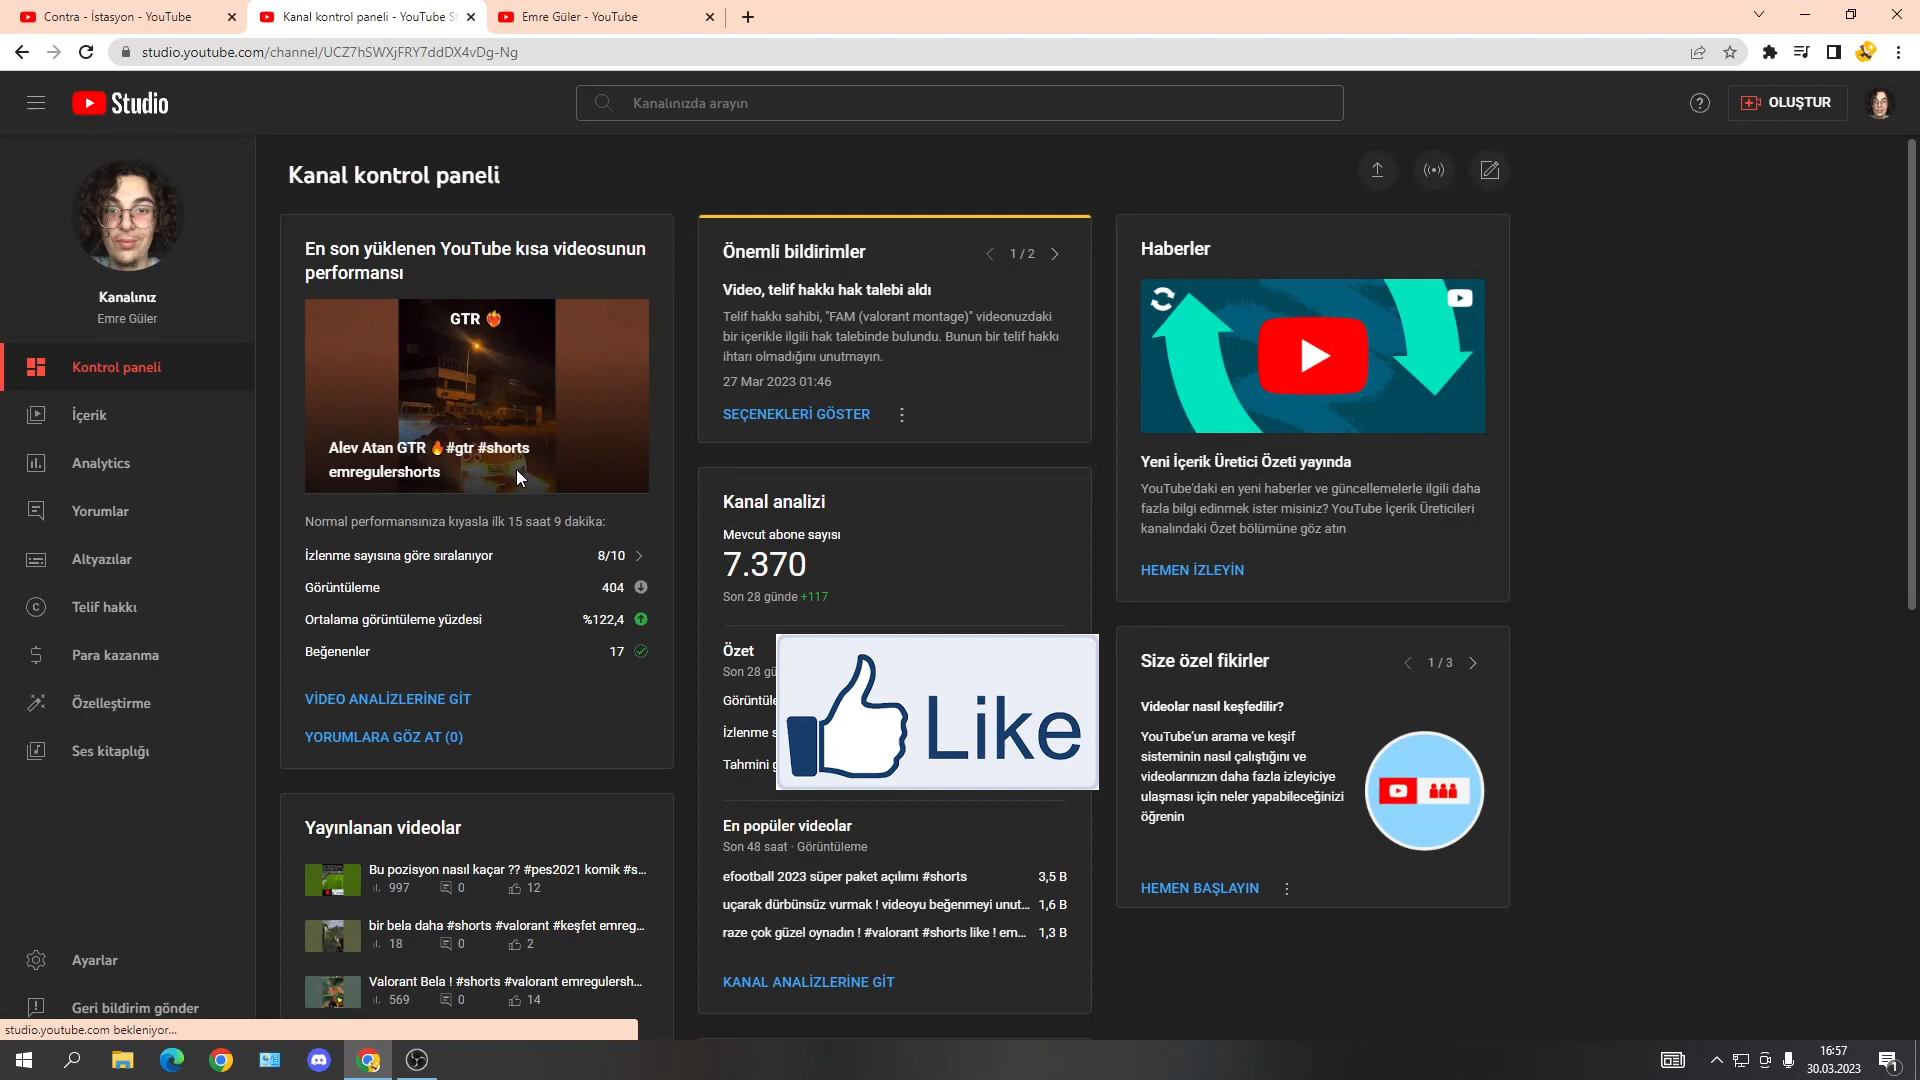 Contra - İstasyon - YouTube
Kanal kontrol paneli - YouTube S
Emre Güler - YouTube
studio.youtube.com/channel/UCZ7hSWXjFRY7ddDX4vDg-Ng
Studio
Kanalınızda arayın
OLUŞTUR
Kanalınız
Emre Güler
Kontrol paneli
İçerik
Analytics
Yorumlar
Altyazılar
Telif hakkı
Para kazanma
Özelleştirme
Ses kitaplığı
Ayarlar
Geri bildirim gönder
studio.youtube.com bekleniyor...
Kanal kontrol paneli
En son yüklenen YouTube kısa videosunun
performansı
GTR ❤️‍🔥
Alev Atan GTR 🔥#gtr #shorts
emregulershorts
Normal performansınıza kıyasla ilk 15 saat 9 dakika:
İzlenme sayısına göre sıralanıyor 8/10
Görüntüleme 404
Ortalama görüntüleme yüzdesi %122,4
Beğenenler 17
VİDEO ANALİZLERİNE GİT
YORUMLARA GÖZ AT (0)
Yayınlanan videolar
Bu pozisyon nasıl kaçar ?? #pes2021 komik #s...
997 0 12
bir bela daha #shorts #valorant #keşfet emreg...
18 0 2
Valorant Bela ! #shorts #valorant emregulersh...
569 0 14
Önemli bildirimler
1 / 2
Video, telif hakkı hak talebi aldı
Telif hakkı sahibi, "FAM (valorant montage)" videonuzdaki
bir içerikle ilgili hak talebinde bulundu. Bunun bir telif hakkı
ihtarı olmadığını unutmayın.
27 Mar 2023 01:46
SEÇENEKLERİ GÖSTER
Kanal analizi
Mevcut abone sayısı
7.370
Son 28 günde +117
Özet
Son 28 gü
Görüntüle
İzlenme s
Tahmini g
Like
En popüler videolar
Son 48 saat · Görüntüleme
efootball 2023 süper paket açılımı #shorts 3,5 B
uçarak dürbünsüz vurmak ! videoyu beğenmeyi unut... 1,6 B
raze çok güzel oynadın ! #valorant #shorts like ! em... 1,3 B
KANAL ANALİZLERİNE GİT
Haberler
Yeni İçerik Üretici Özeti yayında
YouTube'daki en yeni haberler ve güncellemelerle ilgili daha
fazla bilgi edinmek ister misiniz? YouTube İçerik Üreticileri
kanalındaki Özet bölümüne göz atın
HEMEN İZLEYİN
Size özel fikirler
1 / 3
Videolar nasıl keşfedilir?
YouTube'un arama ve keşif
sisteminin nasıl çalıştığını ve
videolarınızın daha fazla izleyiciye
ulaşması için neler yapabileceğinizi
öğrenin
HEMEN BAŞLAYIN
16:57
30.03.2023
1